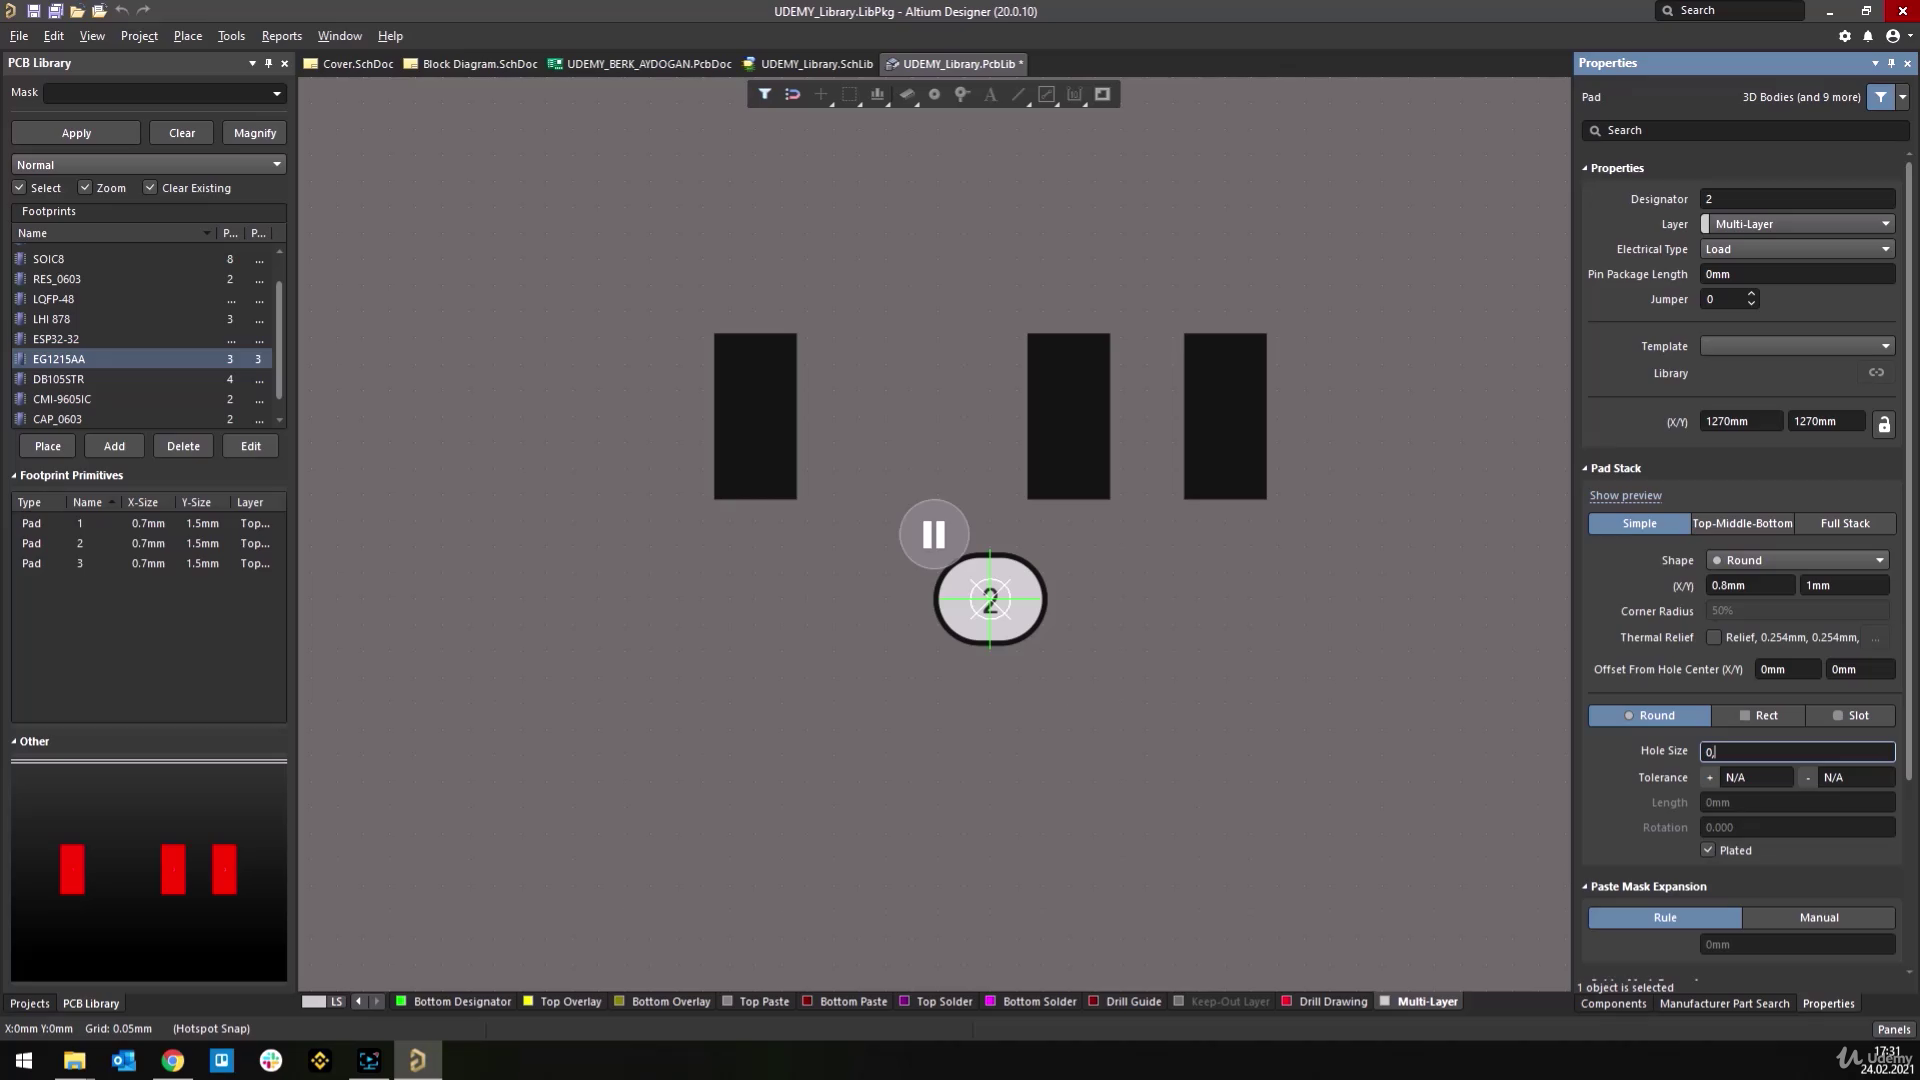 UDEMY_Library.LibPkg - Altium Designer (20.0.10)
Search
File Edit View Project Place Tools Reports Window Help
PCB Library
Cover.SchDoc Block Diagram.SchDoc UDEMY_BERK_AYDOGAN.PcbDoc UDEMY_Library.SchLib UDEMY_Library.PcbLib *
Properties
Mask
Apply Clear Magnify
Normal
Select Zoom Clear Existing
Footprints
Name P... P...
SOIC8 8 ...
RES_0603 2 ...
LQFP-48 ... ...
LHI 878 3 ...
ESP32-32 ... ...
EG1215AA 3 3
DB105STR 4 ...
CMI-9605IC 2 ...
CAP_0603 2 ...
Place Add Delete Edit
Footprint Primitives
Type Name X-Size Y-Size Layer
Pad 1 0.7mm 1.5mm Top...
Pad 2 0.7mm 1.5mm Top...
Pad 3 0.7mm 1.5mm Top...
Other
Projects PCB Library
2
Pad 3D Bodies (and 9 more)
Search
Properties
Designator 2
Layer Multi-Layer
Electrical Type Load
Pin Package Length 0mm
Jumper 0
Template
Library
(X/Y) 1270mm 1270mm
Pad Stack
Show preview
Simple Top-Middle-Bottom Full Stack
Shape Round
(X/Y) 0.8mm 1mm
Corner Radius 50%
Thermal Relief Relief, 0.254mm, 0.254mm, ...
Offset From Hole Center (X/Y) 0mm 0mm
Round Rect Slot
Hole Size 0,
Tolerance + N/A - N/A
Length 0mm
Rotation 0.000
Plated
Paste Mask Expansion
Rule Manual
0mm
1 object is selected
Components Manufacturer Part Search Properties
LS Bottom Designator Top Overlay Bottom Overlay Top Paste Bottom Paste Top Solder Bottom Solder Drill Guide Keep-Out Layer Drill Drawing Multi-Layer
X:0mm Y:0mm Grid: 0.05mm (Hotspot Snap)
Panels
17:31
Udemy
24.02.2021